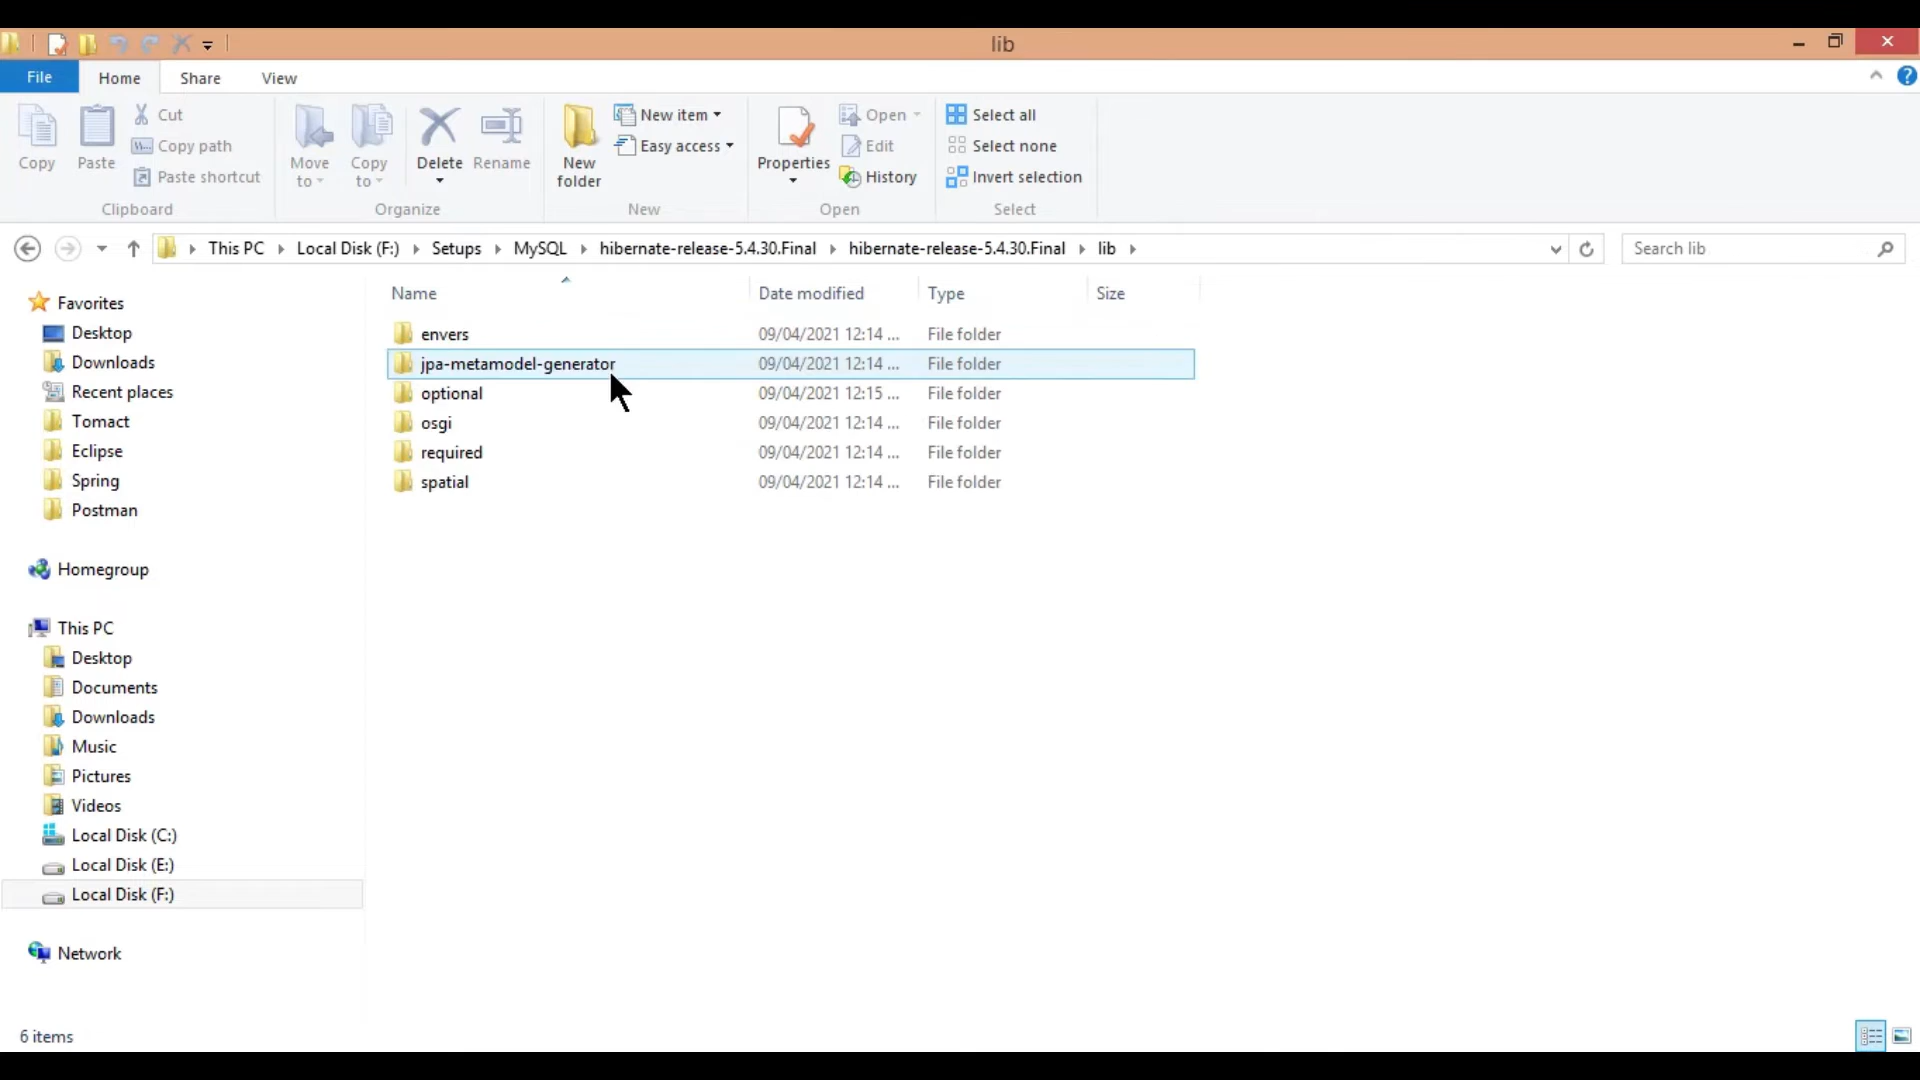 lib
File Home Share View
Copy
Paste
Cut
Copy path
Paste shortcut
Clipboard
Move to
Copy to
Delete
Rename
Organize
New folder
New item
Easy access
New
Properties
Open
Edit
History
Open
Select all
Select none
Invert selection
Select
This PC Local Disk (F:) Setups MySQL hibernate-release-5.4.30.Final hibernate-release-5.4.30.Final lib
Search lib
Favorites
Desktop
Downloads
Recent places
Tomact
Eclipse
Spring
Postman
Homegroup
This PC
Desktop
Documents
Downloads
Music
Pictures
Videos
Local Disk (C:)
Local Disk (E:)
Local Disk (F:)
Network
Name Date modified Type Size
envers 09/04/2021 12:14 ... File folder
jpa-metamodel-generator 09/04/2021 12:14 ... File folder
optional 09/04/2021 12:15 ... File folder
osgi 09/04/2021 12:14 ... File folder
required 09/04/2021 12:14 ... File folder
spatial 09/04/2021 12:14 ... File folder
6 items